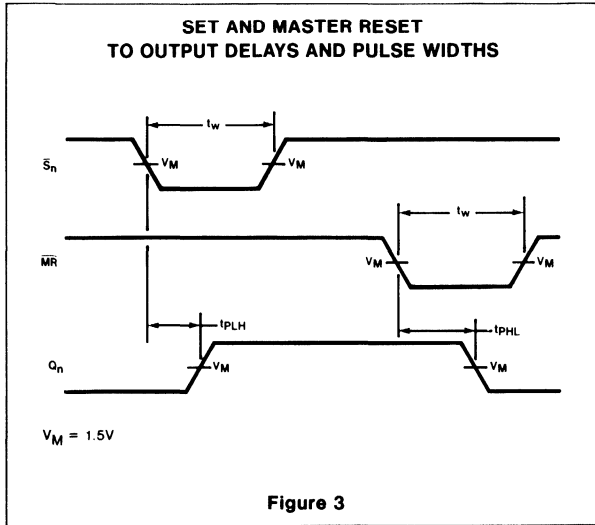 SET AND MASTER RESET
TO OUTPUT DELAYS AND PULSE WIDTHS
tw
S̄n
VM
VM
tw
M̄R̄
VM
VM
tPLH
tPHL
Qn
VM
VM
VM = 1.5V
Figure 3